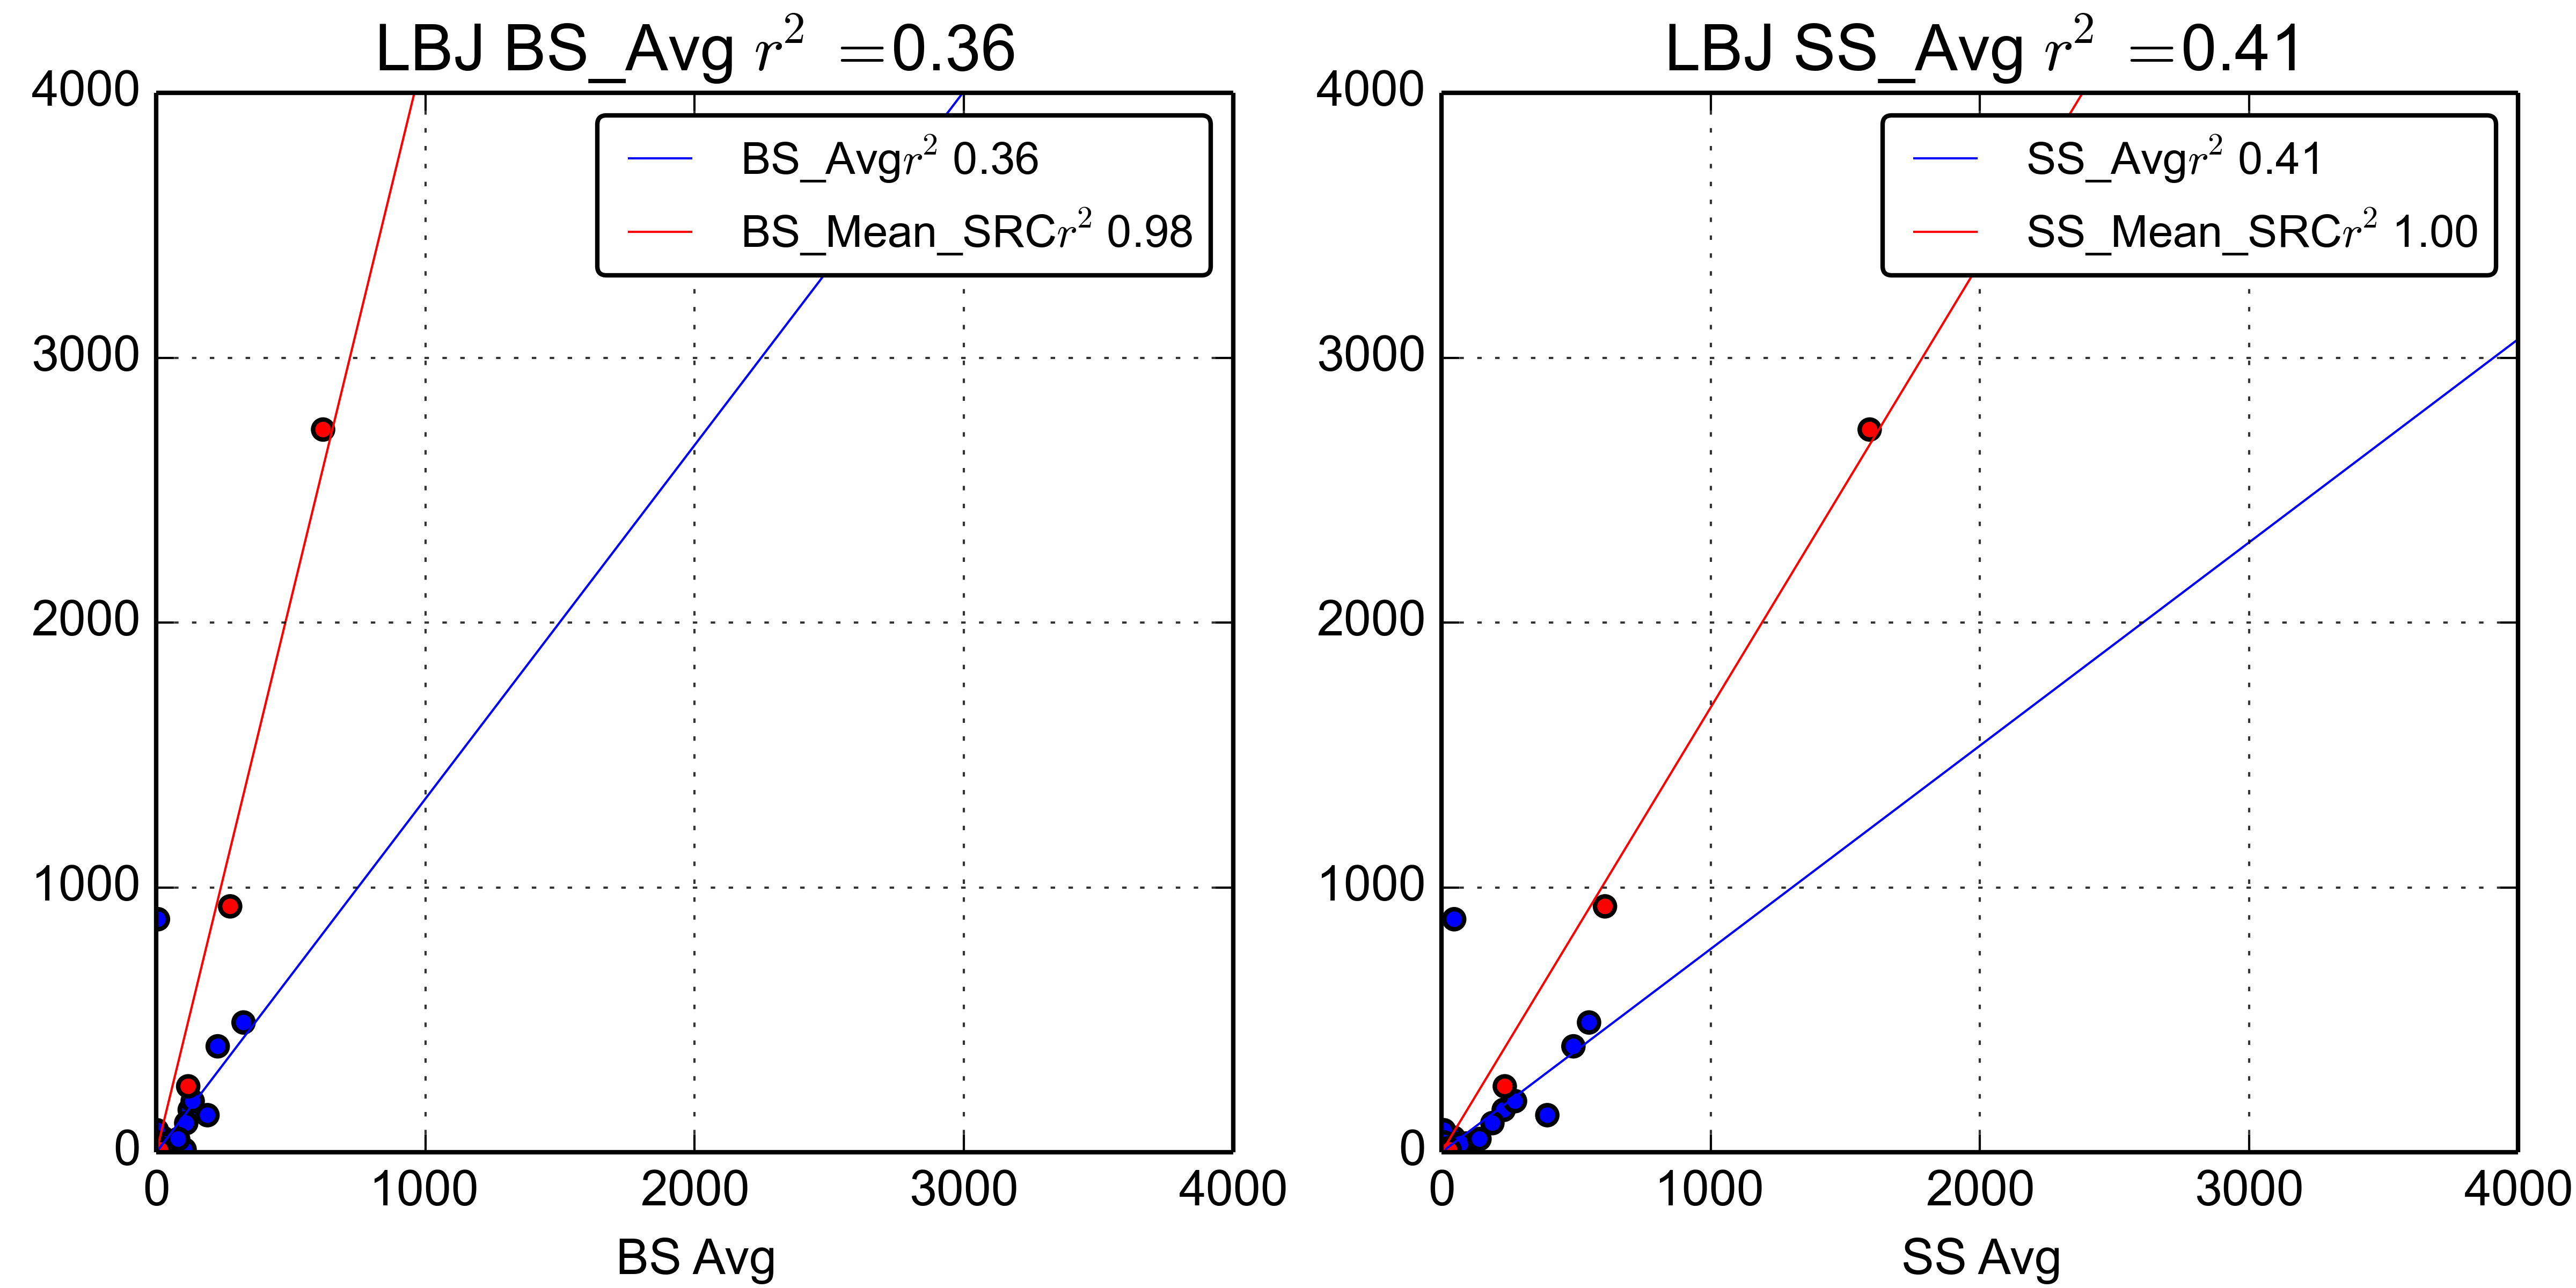 LBJ BS_Avg r² =0.36
4000
3000
2000
1000
0
BS_Avgr² 0.36
BS_Mean_SRCr² 0.98
0 1000 2000 3000 4000
BS Avg
LBJ SS_Avg r² =0.41
4000
3000
2000
1000
0
SS_Avgr² 0.41
SS_Mean_SRCr² 1.00
0 1000 2000 3000 4000
SS Avg